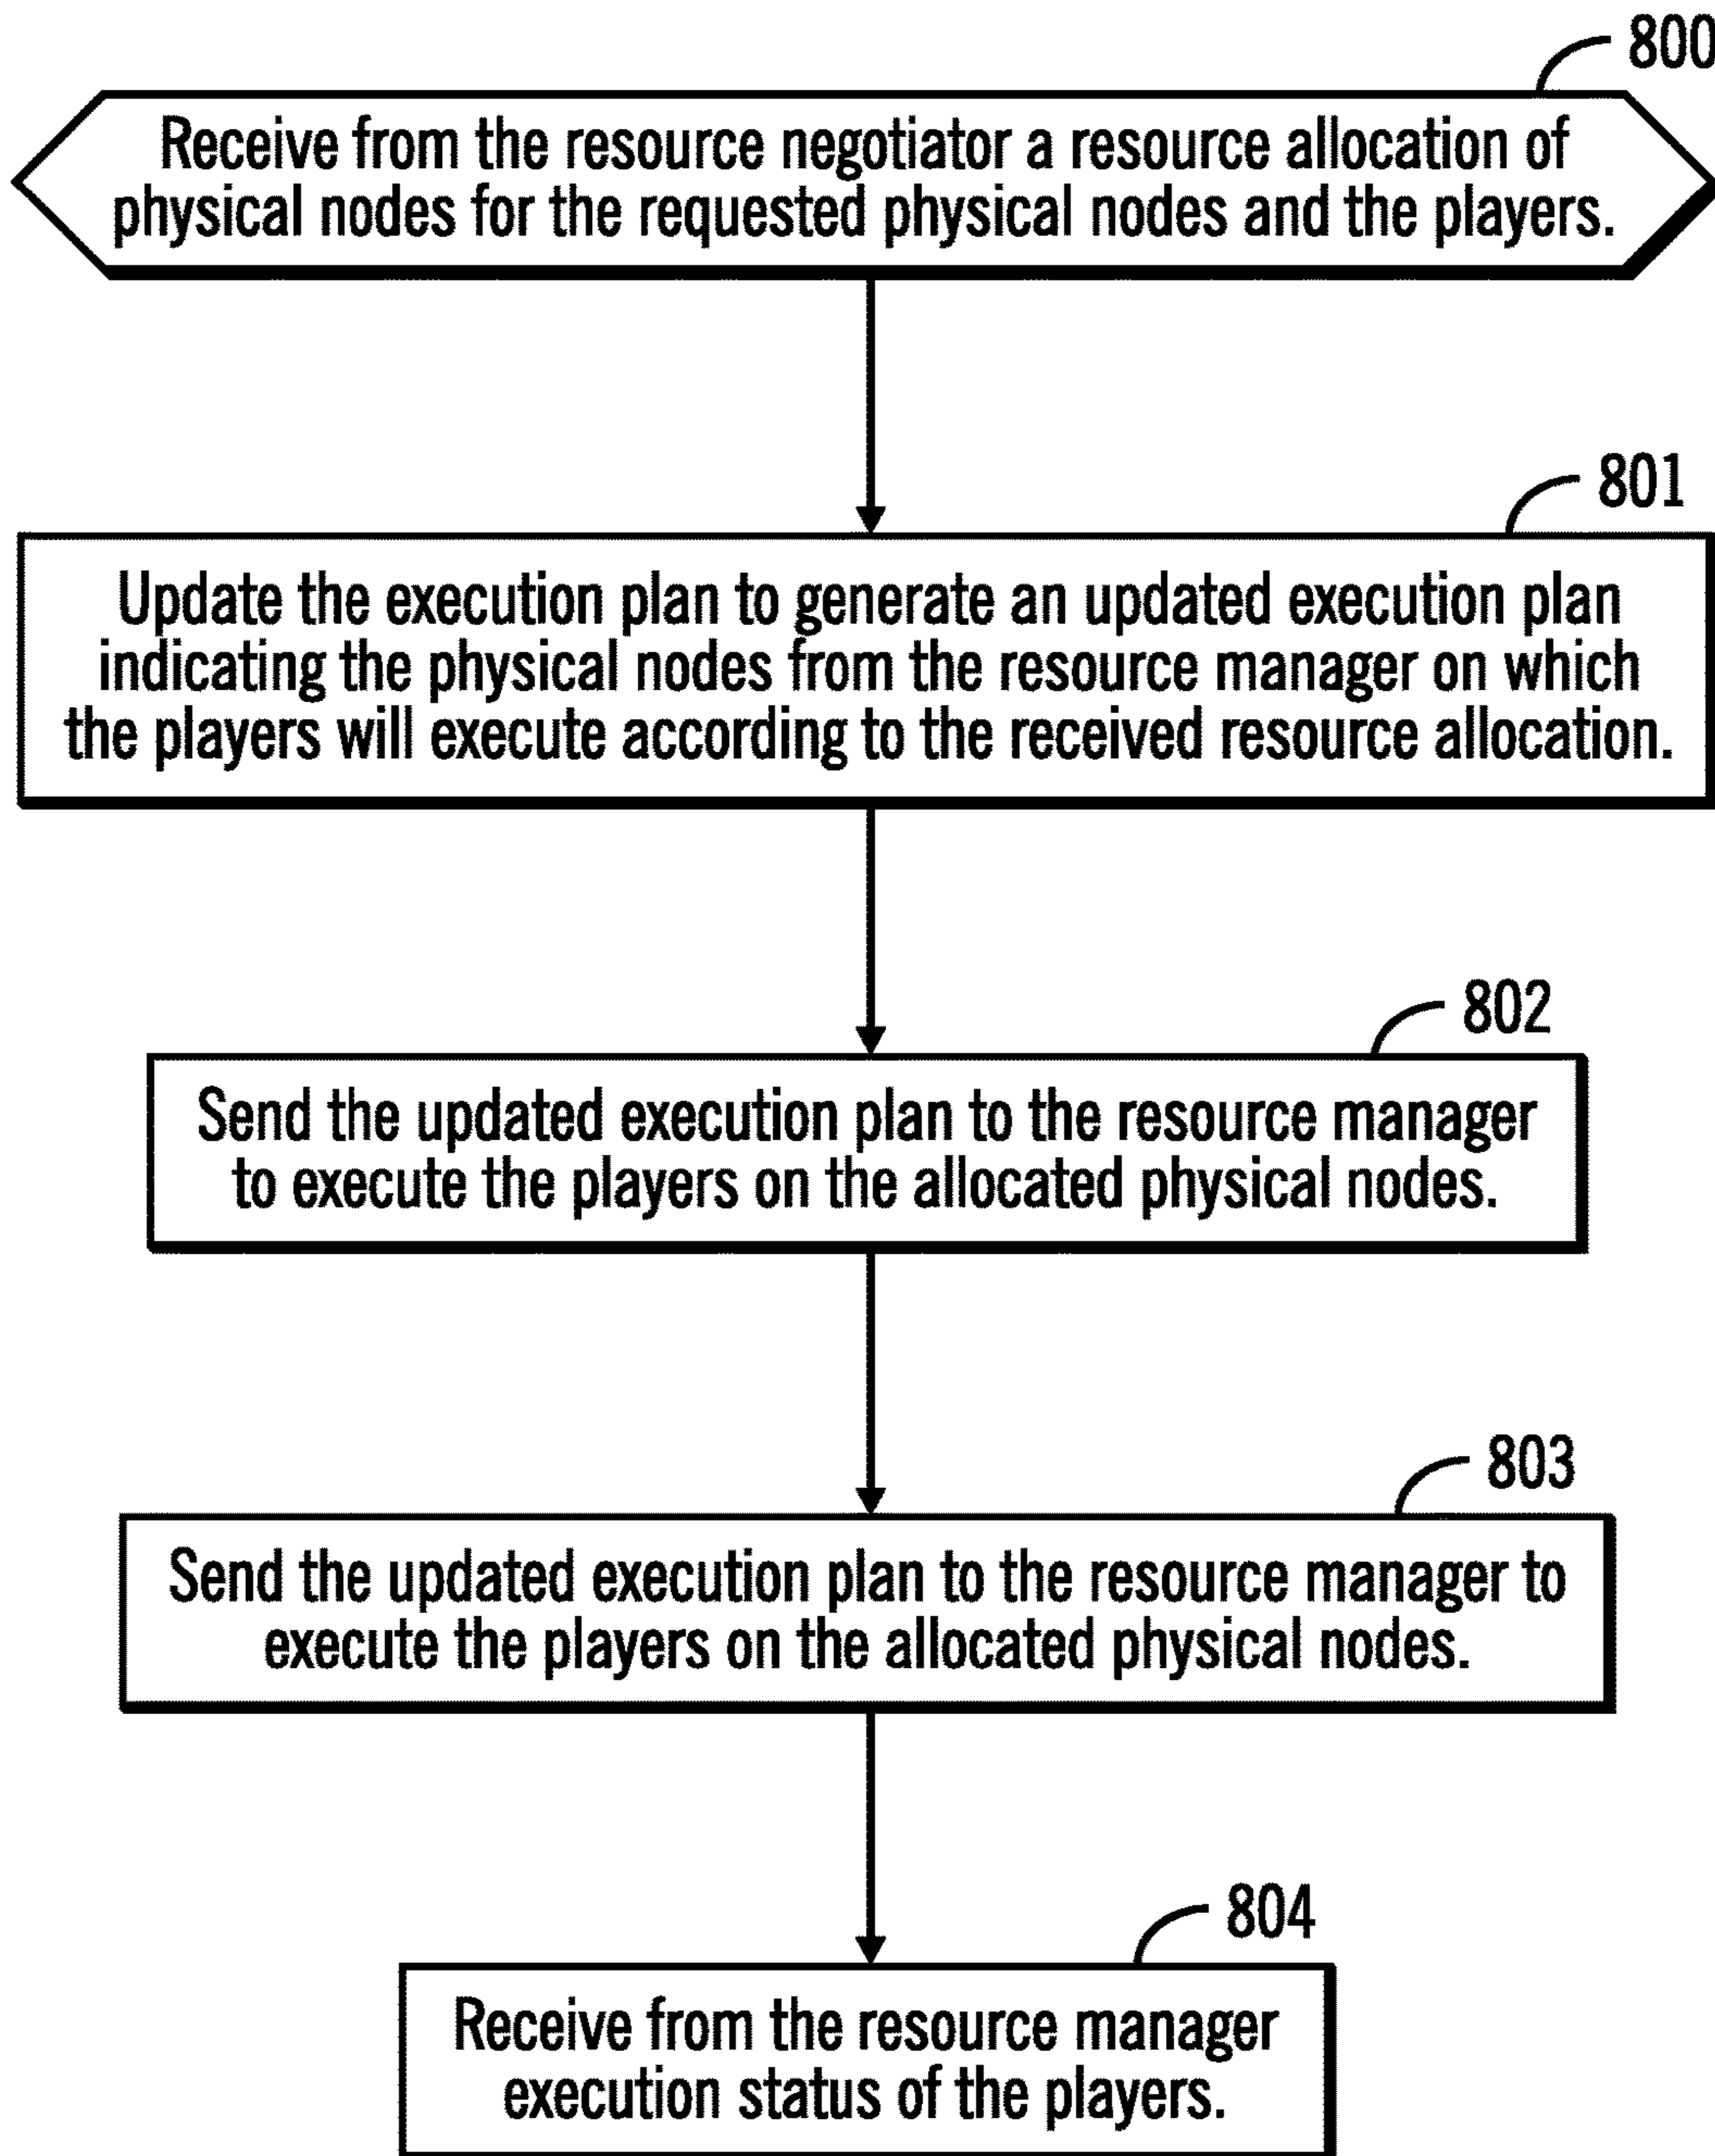 800
Receive from the resource negotiator a resource allocation of
physical nodes for the requested physical nodes and the players.
801
Update the execution plan to generate an updated execution plan
indicating the physical nodes from the resource manager on which
the players will execute according to the received resource allocation.
802
Send the updated execution plan to the resource manager
to execute the players on the allocated physical nodes.
803
Send the updated execution plan to the resource manager to
execute the players on the allocated physical nodes.
804
Receive from the resource manager
execution status of the players.